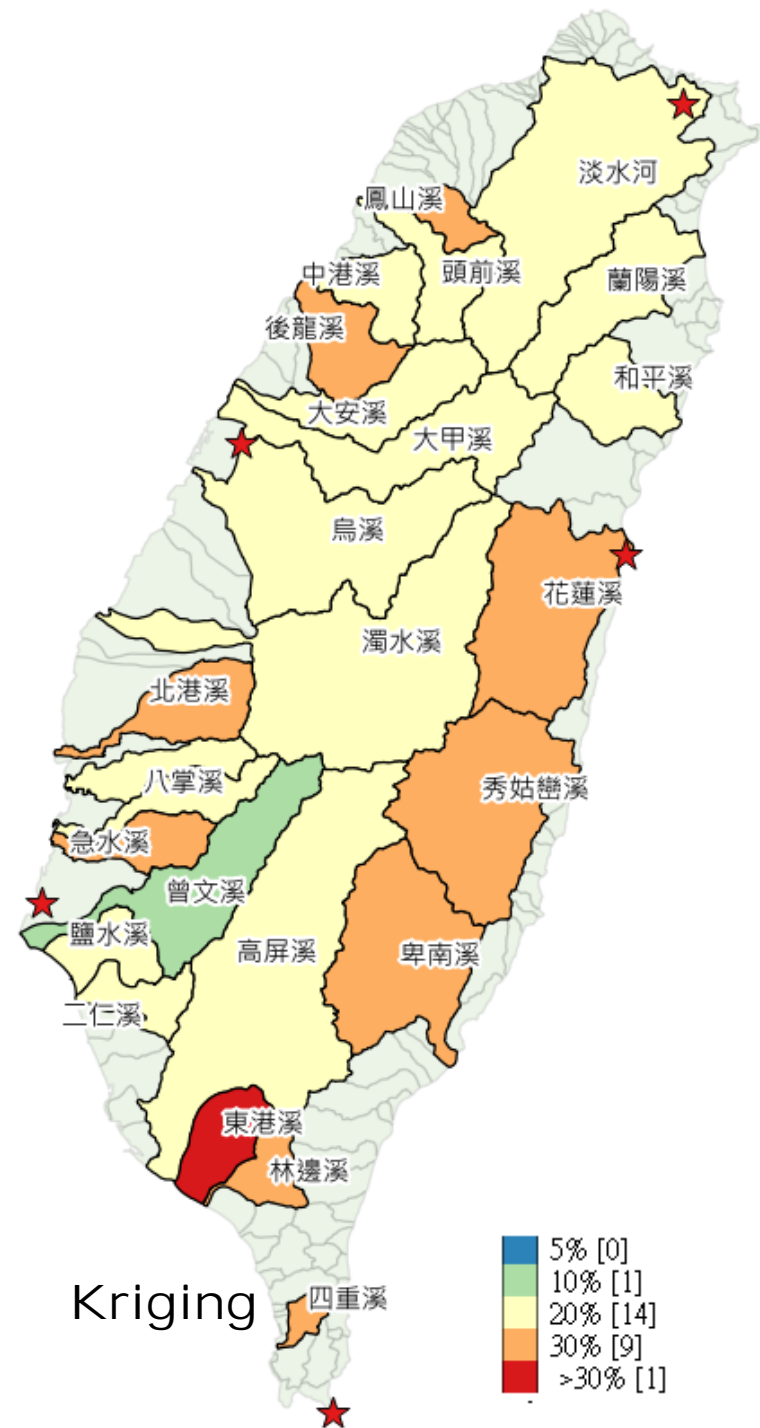 淡水河
鳳山溪
頭前溪
中港溪
蘭陽溪
後龍溪
和平溪
大安溪
大甲溪
烏溪
花蓮溪
濁水溪
北港溪
八掌溪
秀姑巒溪
急水溪
曾文溪
鹽水溪
高屏溪
卑南溪
二仁溪
東港溪
林邊溪
四重溪
Kriging
5% [0]
10% [1]
20% [14]
30% [9]
>30% [1]